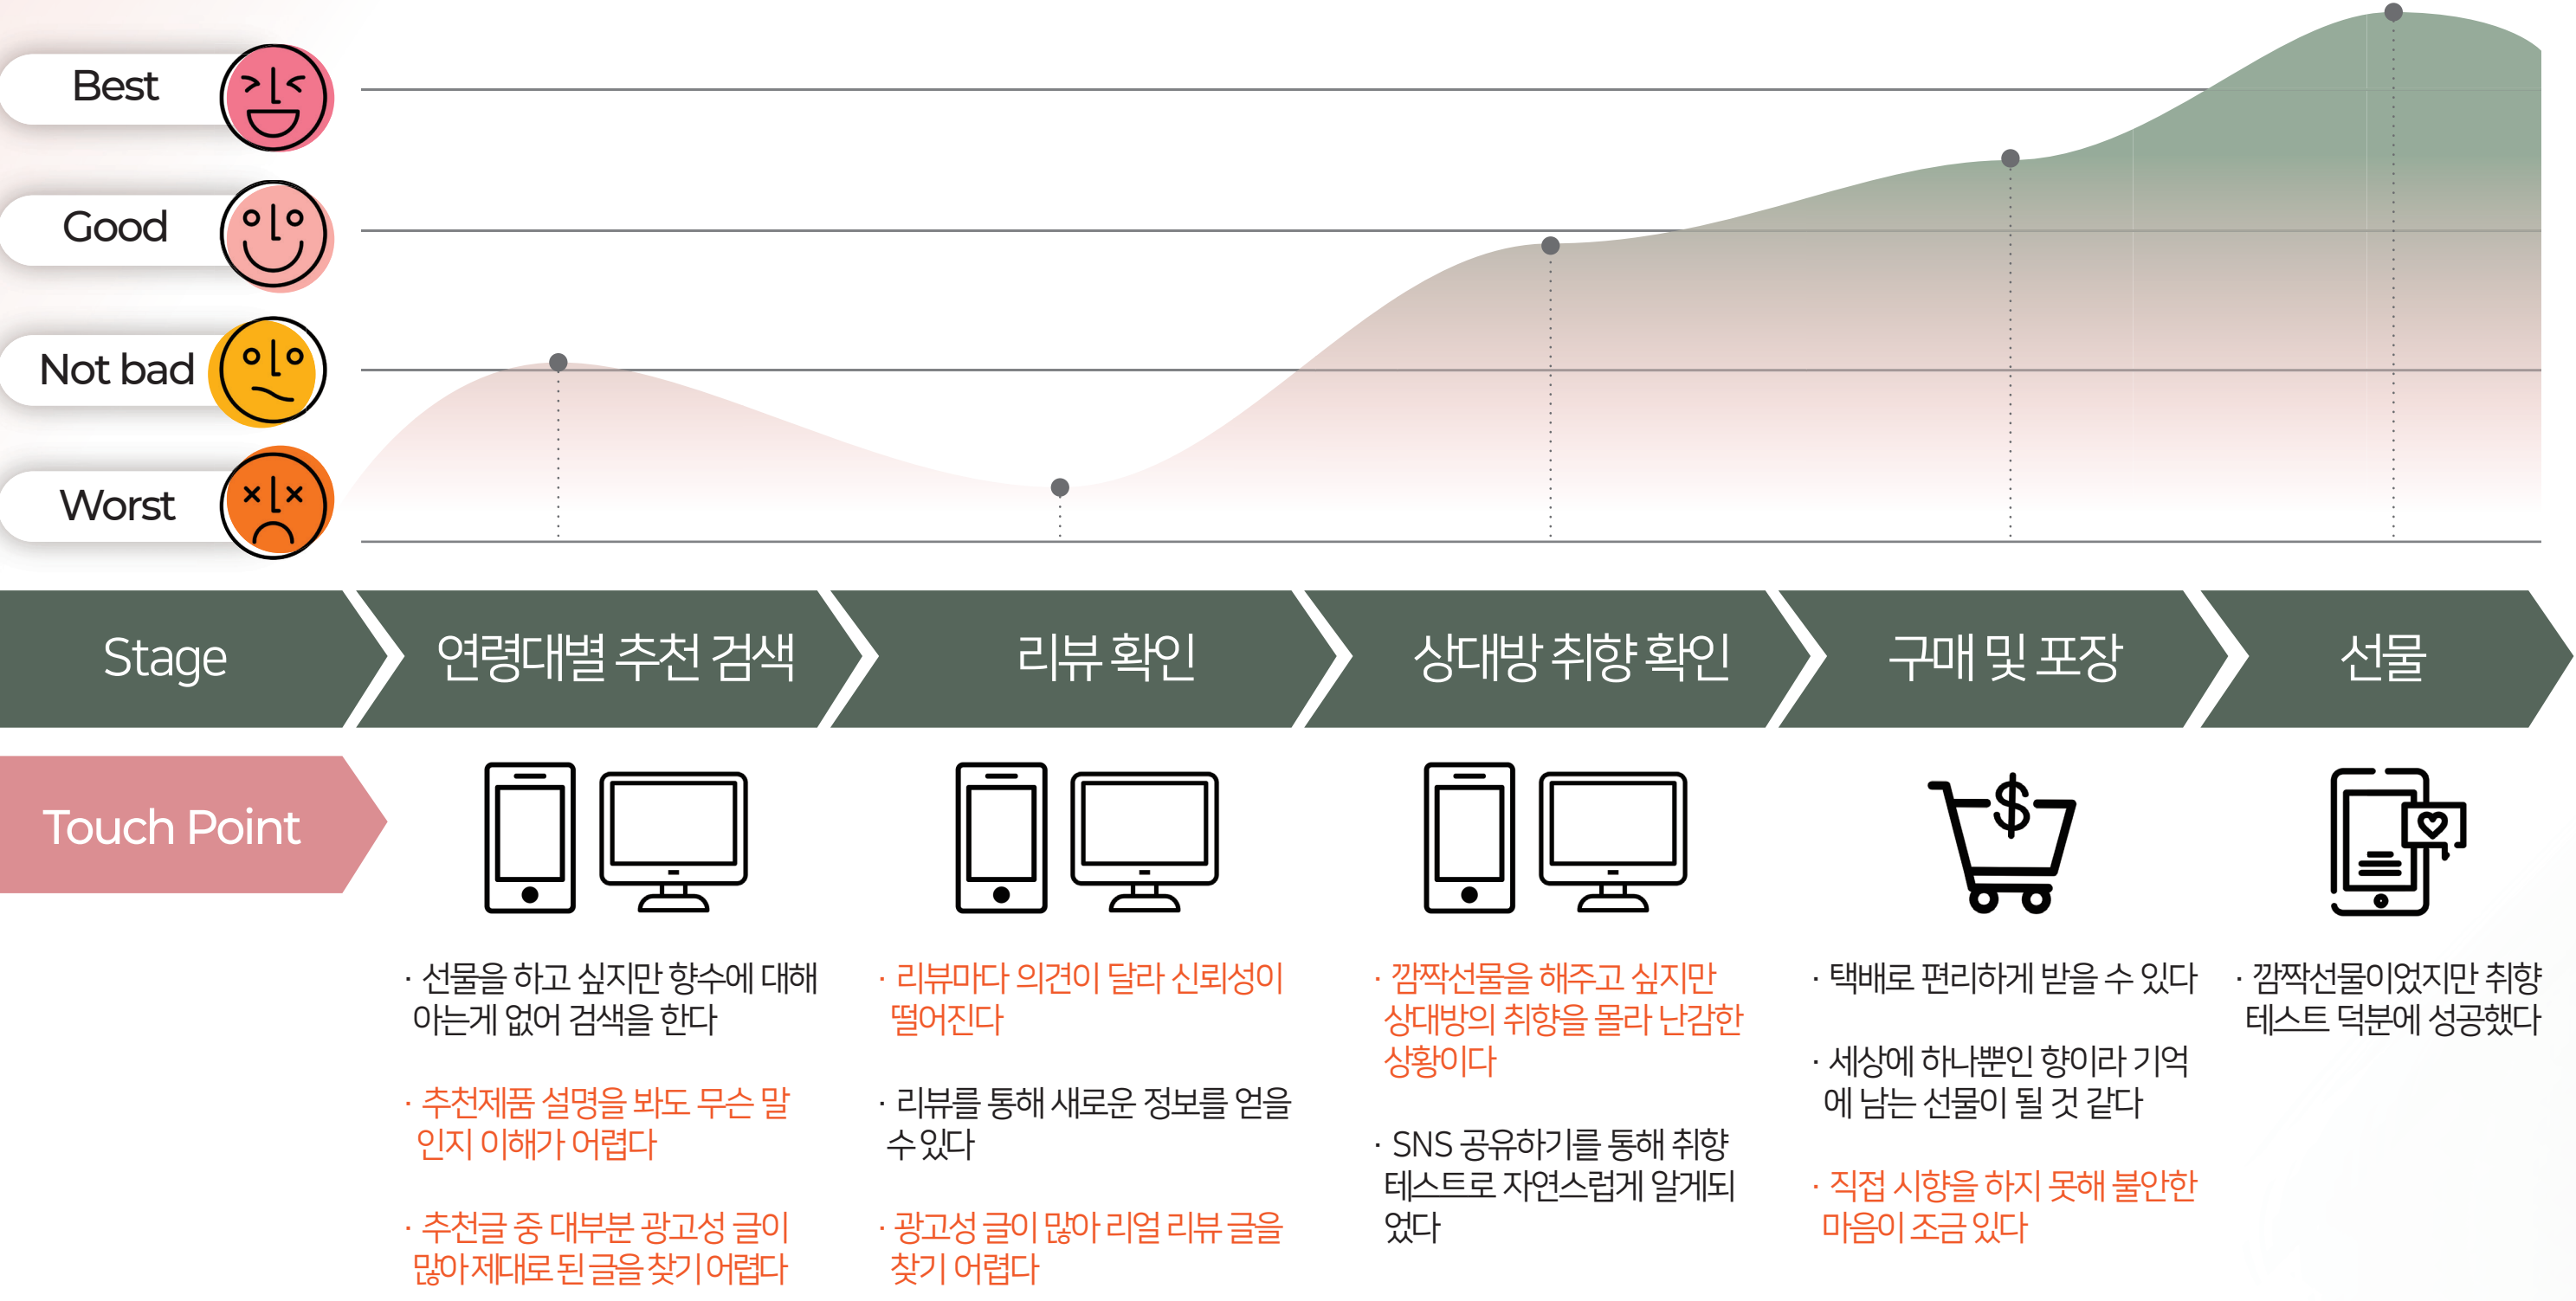 Best
Good
Not bad
Worst
Stage
연령대별 추천 검색
리뷰 확인
상대방 취향 확인
구매 및 포장
선물
Touch Point
· 선물을 하고 싶지만 향수에 대해
아는게 없어 검색을 한다
· 추천제품 설명을 봐도 무슨 말
인지 이해가 어렵다
· 추천글 중 대부분 광고성 글이
많아 제대로 된 글을 찾기 어렵다
· 리뷰마다 의견이 달라 신뢰성이
떨어진다
· 리뷰를 통해 새로운 정보를 얻을
수 있다
· 광고성 글이 많아 리얼 리뷰 글을
찾기 어렵다
· 깜짝선물을 해주고 싶지만
상대방의 취향을 몰라 난감한
상황이다
· SNS 공유하기를 통해 취향
테스트로 자연스럽게 알게되
었다
· 택배로 편리하게 받을 수 있다
· 세상에 하나뿐인 향이라 기억
에 남는 선물이 될 것 같다
· 직접 시향을 하지 못해 불안한
마음이 조금 있다
· 깜짝선물이었지만 취향
테스트 덕분에 성공했다